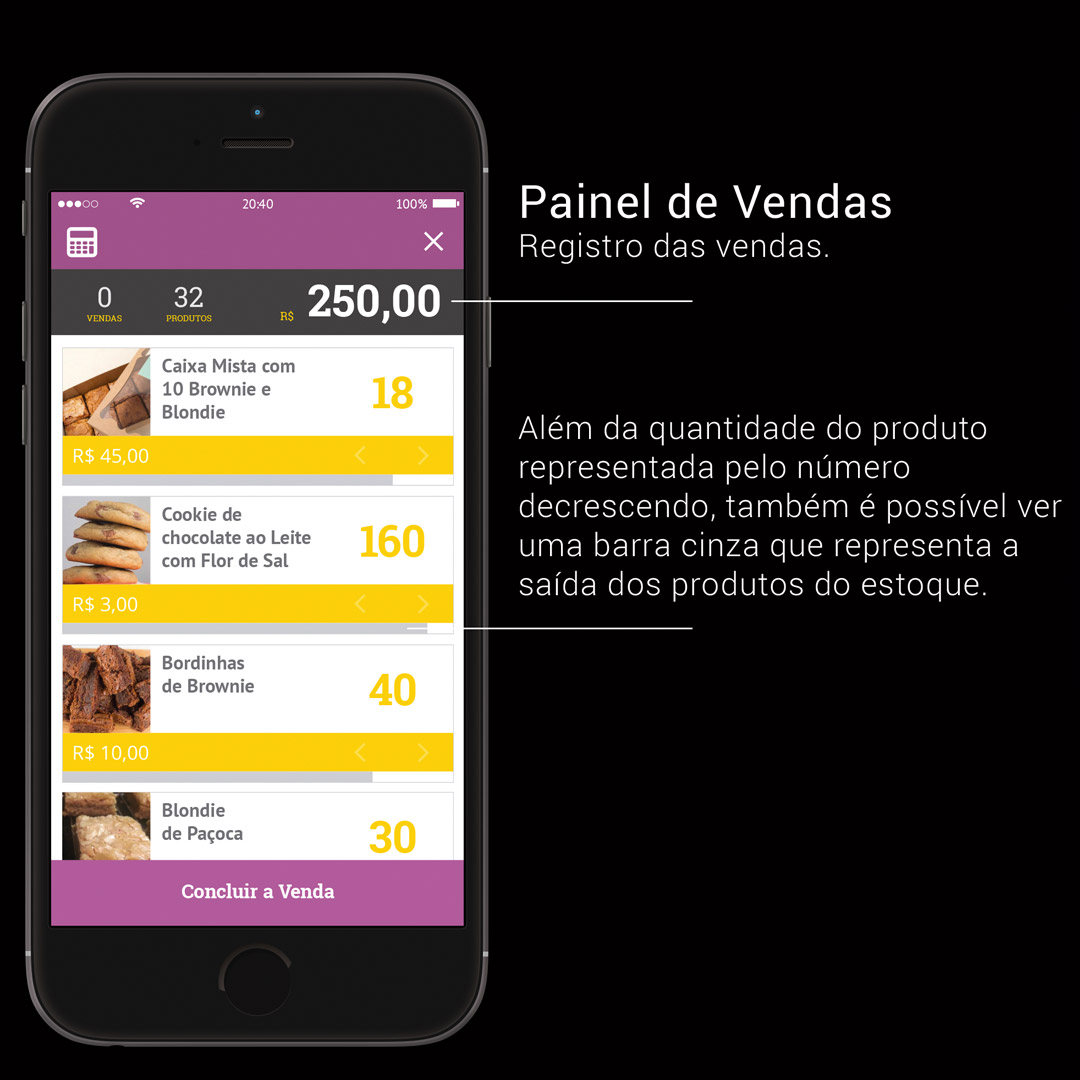 20:40
100%
0
VENDAS
32
PRODUTOS
R$ 250,00
Caixa Mista com
10 Brownie e
Blondie
18
R$ 45,00
Cookie de
chocolate ao Leite
com Flor de Sal
160
R$ 3,00
Bordinhas
de Brownie
40
R$ 10,00
Blondie
de Paçoca
30
Concluir a Venda
Painel de Vendas
Registro das vendas.
Além da quantidade do produto
representada pelo número
decrescendo, também é possível ver
uma barra cinza que representa a
saída dos produtos do estoque.